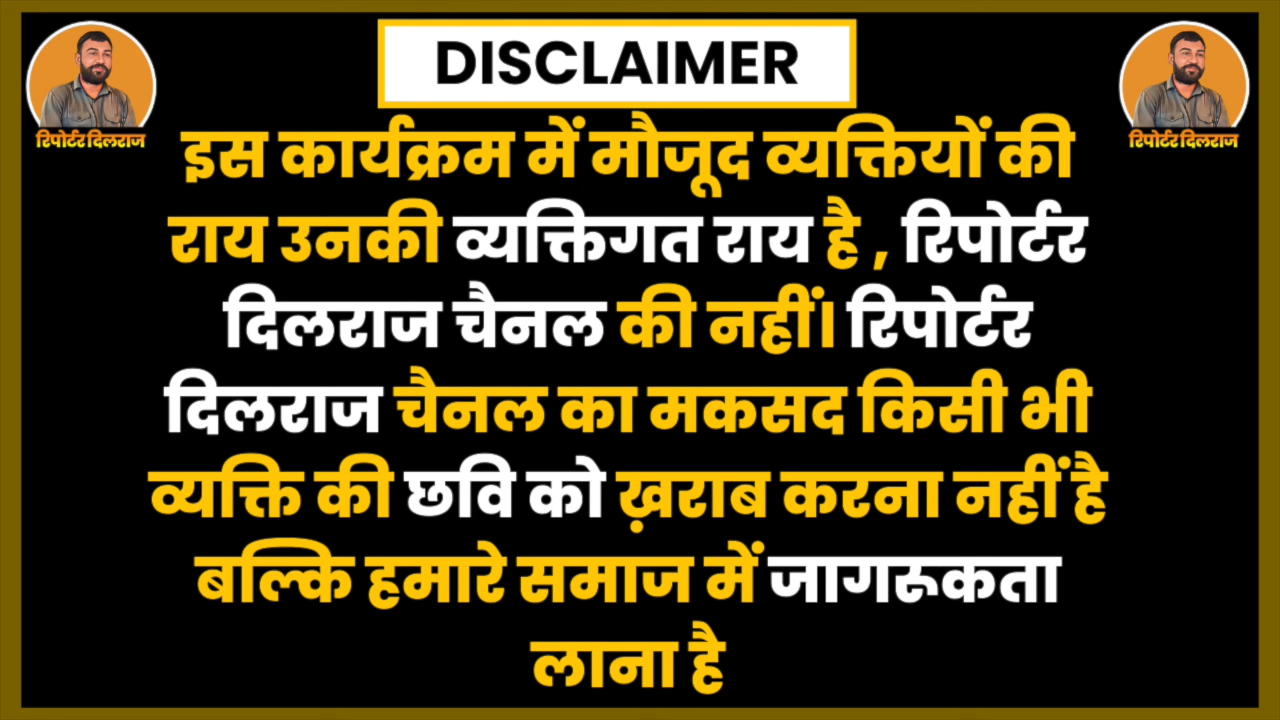 DISCLAIMER
रिपोर्टर दिलराज
रिपोर्टर दिलराज
इस कार्यक्रम में मौजूद व्यक्तियों की
राय उनकी व्यक्तिगत राय है , रिपोर्टर
दिलराज चैनल की नहीं। रिपोर्टर
दिलराज चैनल का मकसद किसी भी
व्यक्ति की छवि को ख़राब करना नहीं है
बल्कि हमारे समाज में जागरूकता
लाना है